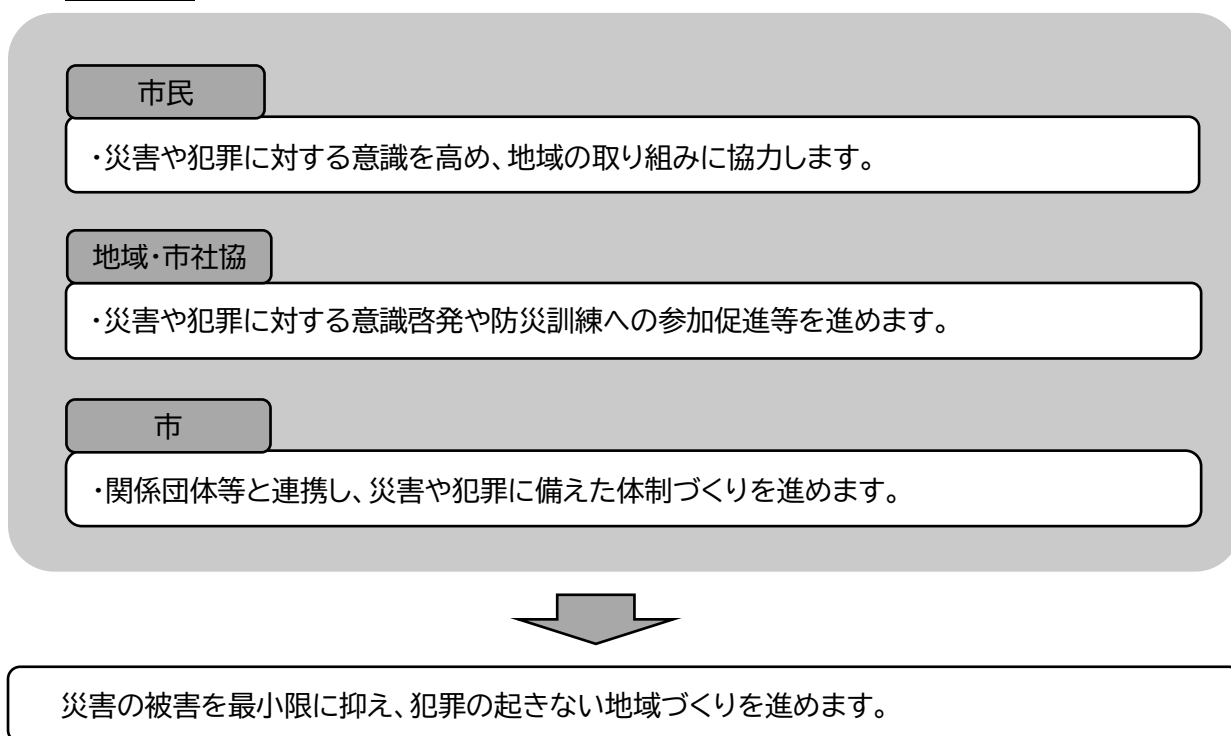 市民
・災害や犯罪に対する意識を高め、地域の取り組みに協力します。
地域・市社協
・災害や犯罪に対する意識啓発や防災訓練への参加促進等を進めます。
市
・関係団体等と連携し、災害や犯罪に備えた体制づくりを進めます。
災害の被害を最小限に抑え、犯罪の起きない地域づくりを進めます。